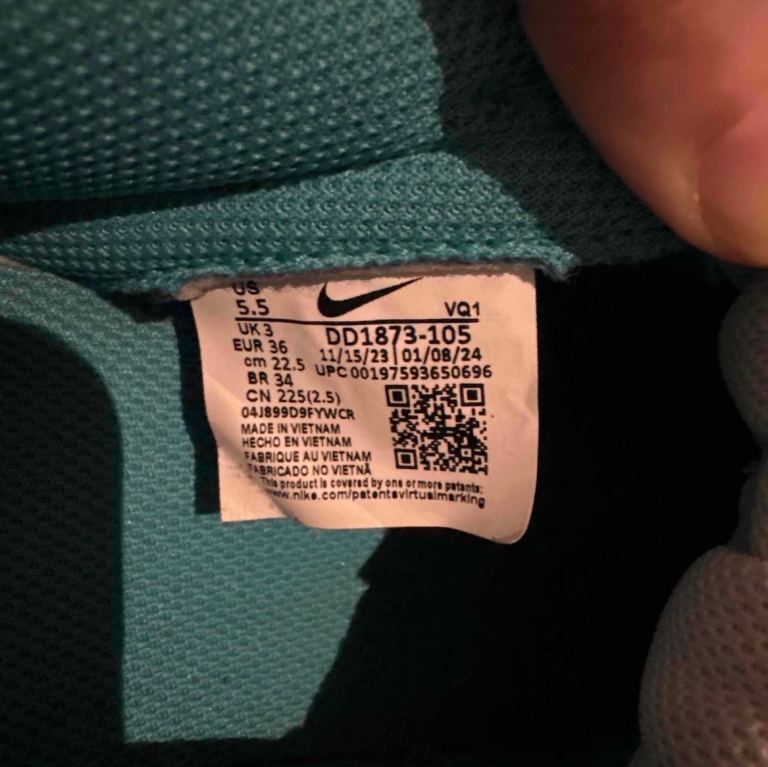 US
5.5
VQ1
UK 3
DD1873-105
EUR 36
11/15/23 | 01/08/24
cm 22.5
UPC 00197593650696
BR 34
CN 225(2.5)
04J899D9FYWCR
MADE IN VIETNAM
HECHO EN VIETNAM
FABRIQUE AU VIETNAM
FABRICADO NO VIETNÃ
This product is covered by one or more patents:
www.nike.com/patentsvirtualmarking